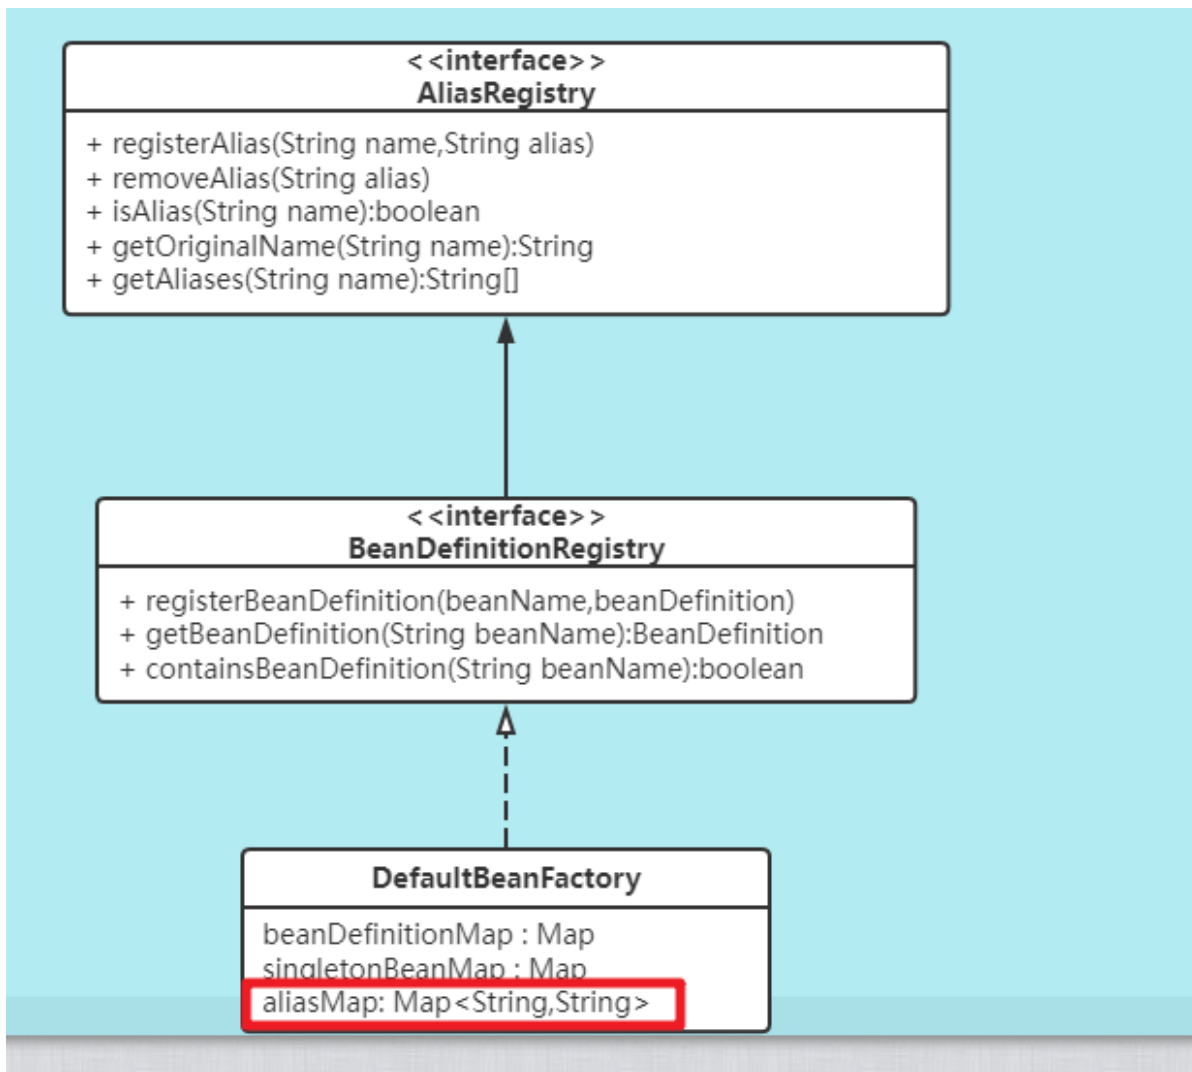 <<interface>>
AliasRegistry
+ registerAlias(String name,String alias)
+ removeAlias(String alias)
+ isAlias(String name):boolean
+ getOriginalName(String name):String
+ getAliases(String name):String[]
<<interface>>
BeanDefinitionRegistry
+ registerBeanDefinition(beanName,beanDefinition)
+ getBeanDefinition(String beanName):BeanDefinition
+ containsBeanDefinition(String beanName):boolean
DefaultBeanFactory
beanDefinitionMap : Map
singletonBeanMap : Map
aliasMap: Map<String,String>